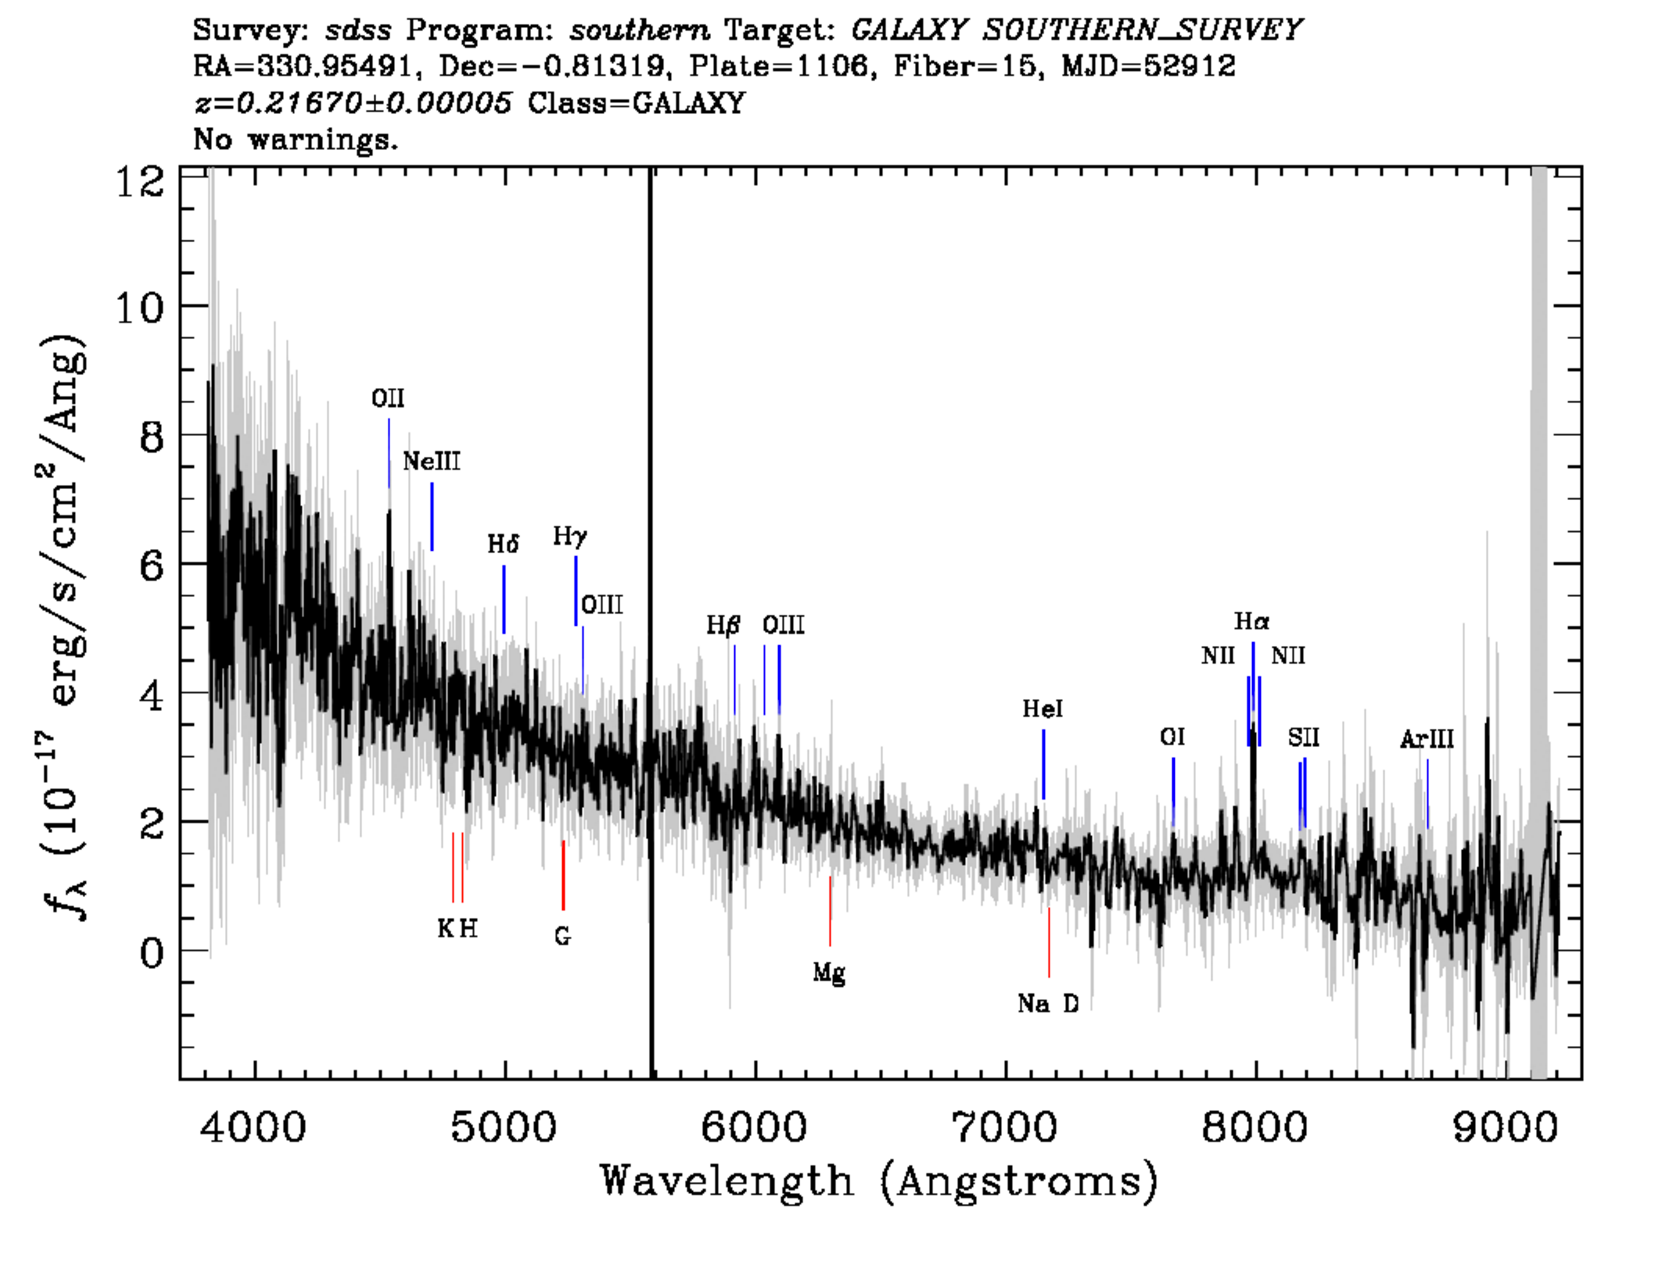 Survey: sdss Program: southern Target: GALAXY SOUTHERN_SURVEY
RA=330.95491, Dec=−0.81319, Plate=1106, Fiber=15, MJD=52912
z=0.21670±0.00005 Class=GALAXY
No warnings.
12
10
8
6
4
2
0
f_λ (10^−17 erg/s/cm^2/Ang)
OII
NeIII
Hδ
Hγ
OIII
Hβ OIII
Hα
NII NII
HeI
OI SII ArIII
K H
G
Mg
Na D
4000 5000 6000 7000 8000 9000
Wavelength (Angstroms)